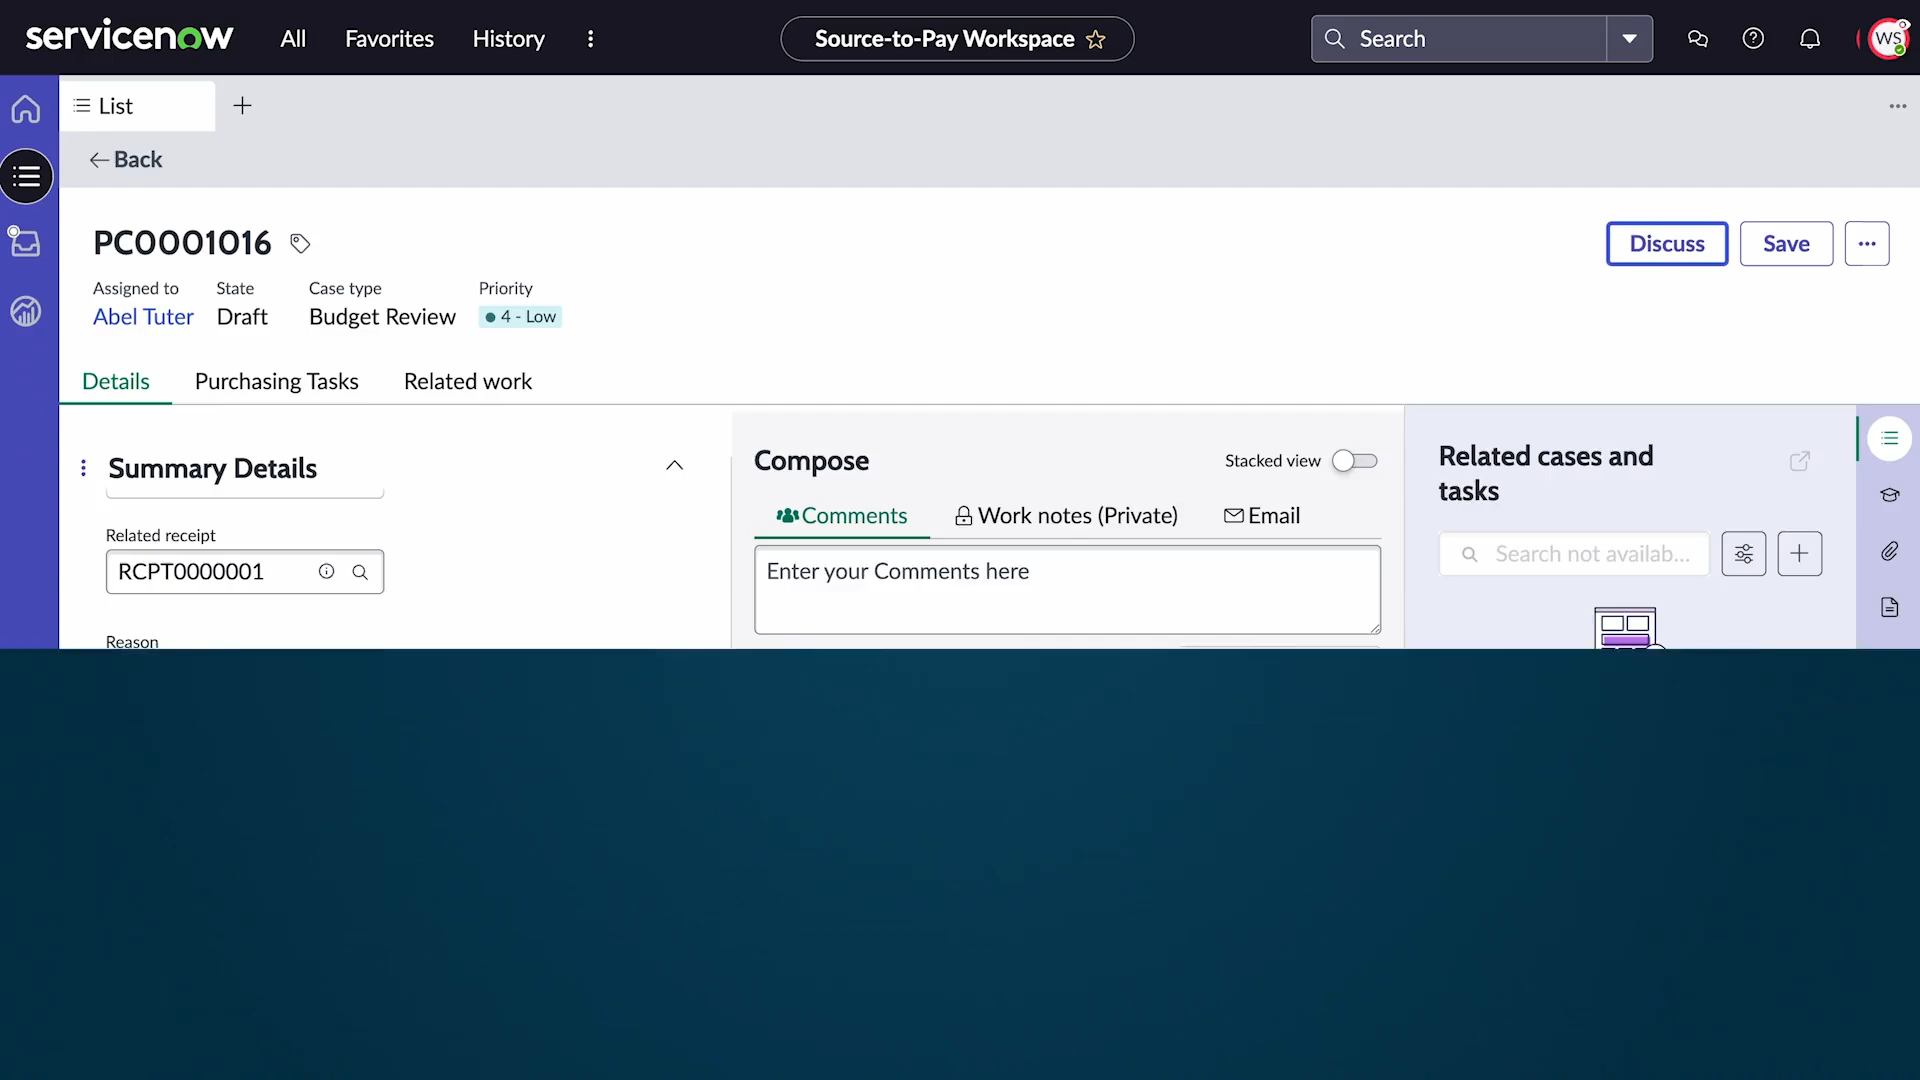 servicenow All Favorites History Source-to-Pay Workspace Search WS
List
Back
PC0001016
Discuss Save
Assigned to State Case type Priority
Abel Tuter Draft Budget Review 4 - Low
Details Purchasing Tasks Related work
Summary Details
Related receipt
RCPT0000001
Reason
Compose Stacked view
Comments Work notes (Private) Email
Enter your Comments here
Related cases and
tasks
Search not availab...